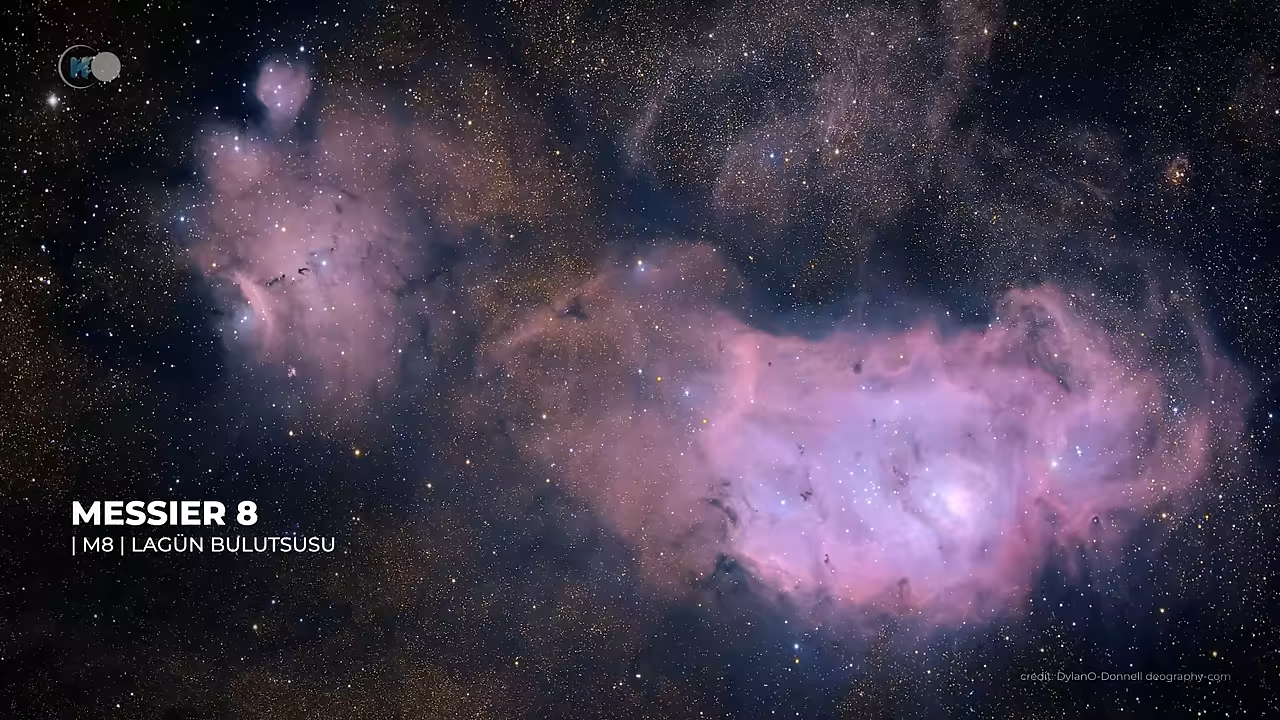 MESSIER 8
| M8 | LAGÜN BULUTSUSU
credit: DylanO-Donnell deography-com